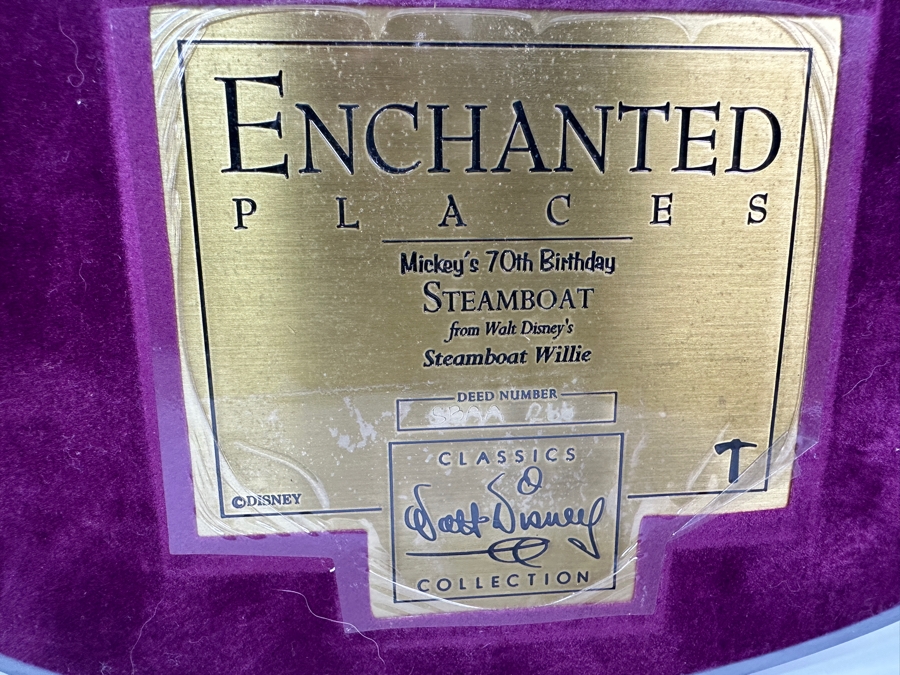 ENCHANTED
PLACES
Mickey's 70th Birthday
STEAMBOAT
from Walt Disney's
Steamboat Willie
DEED NUMBER
CLASSICS
Walt Disney
COLLECTION
©DISNEY